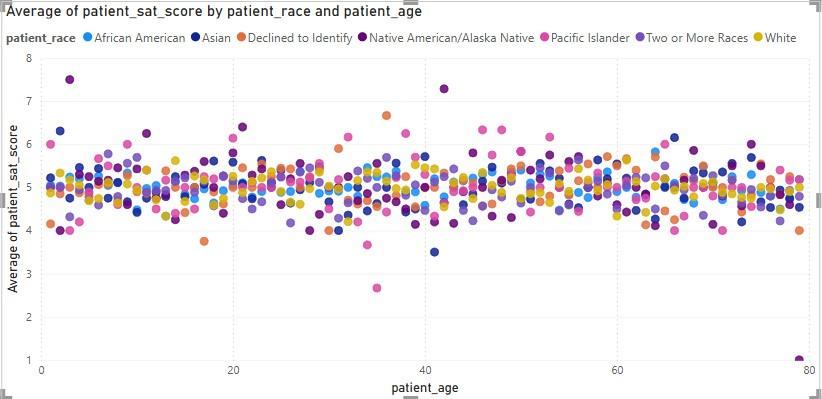 Average of patient_sat_score by patient_race and patient_age
patient_race African American Asian Declined to Identify Native American/Alaska Native Pacific Islander Two or More Races White
Average of patient_sat_score
8
7
6
5
4
3
2
1
0 20 40 60 80
patient_age